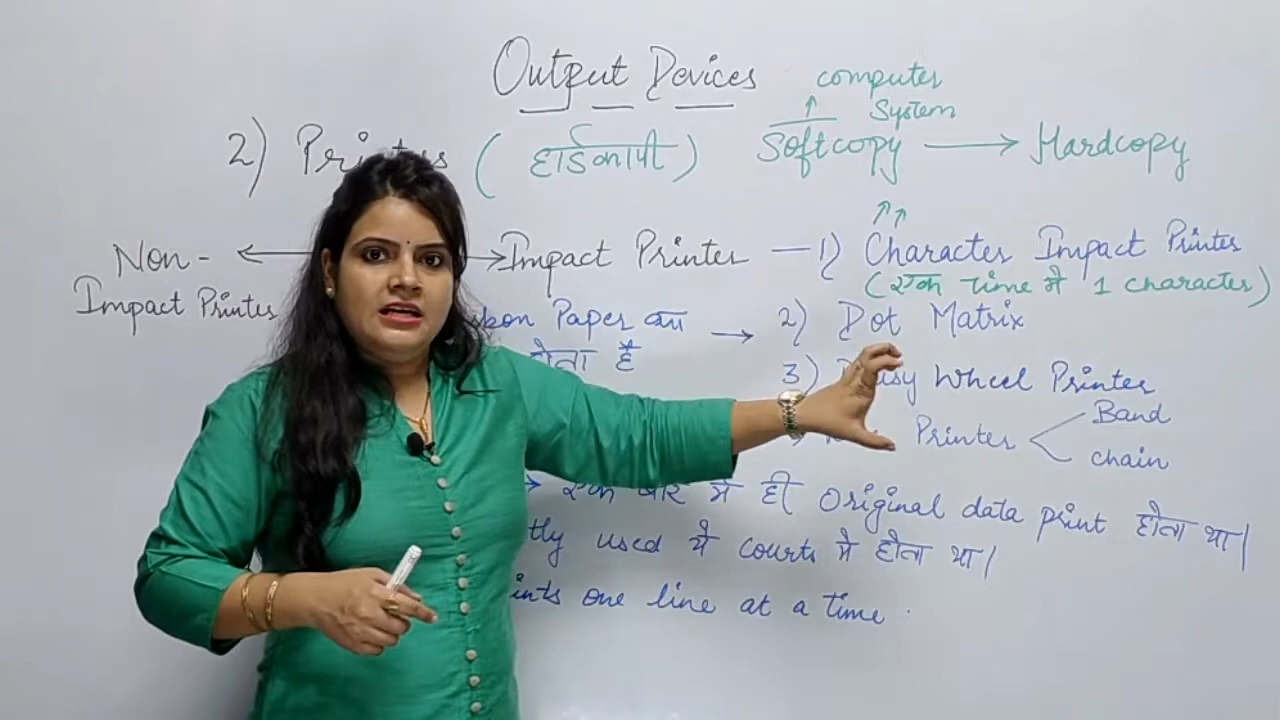 Output Devices
computer
System
2) Printers ( हार्डकापी ) Softcopy → Hardcopy
Non- ← → Impact Printer — 1) Character Impact Printer
Impact Printer
( एक time में 1 character )
Paper का → 2) Dot Matrix
होता है
3) Wheel Printer
Printer
Band
chain
→ एक बार में ही original data print होता था।
used ये courts में होता था।
one line at a time.